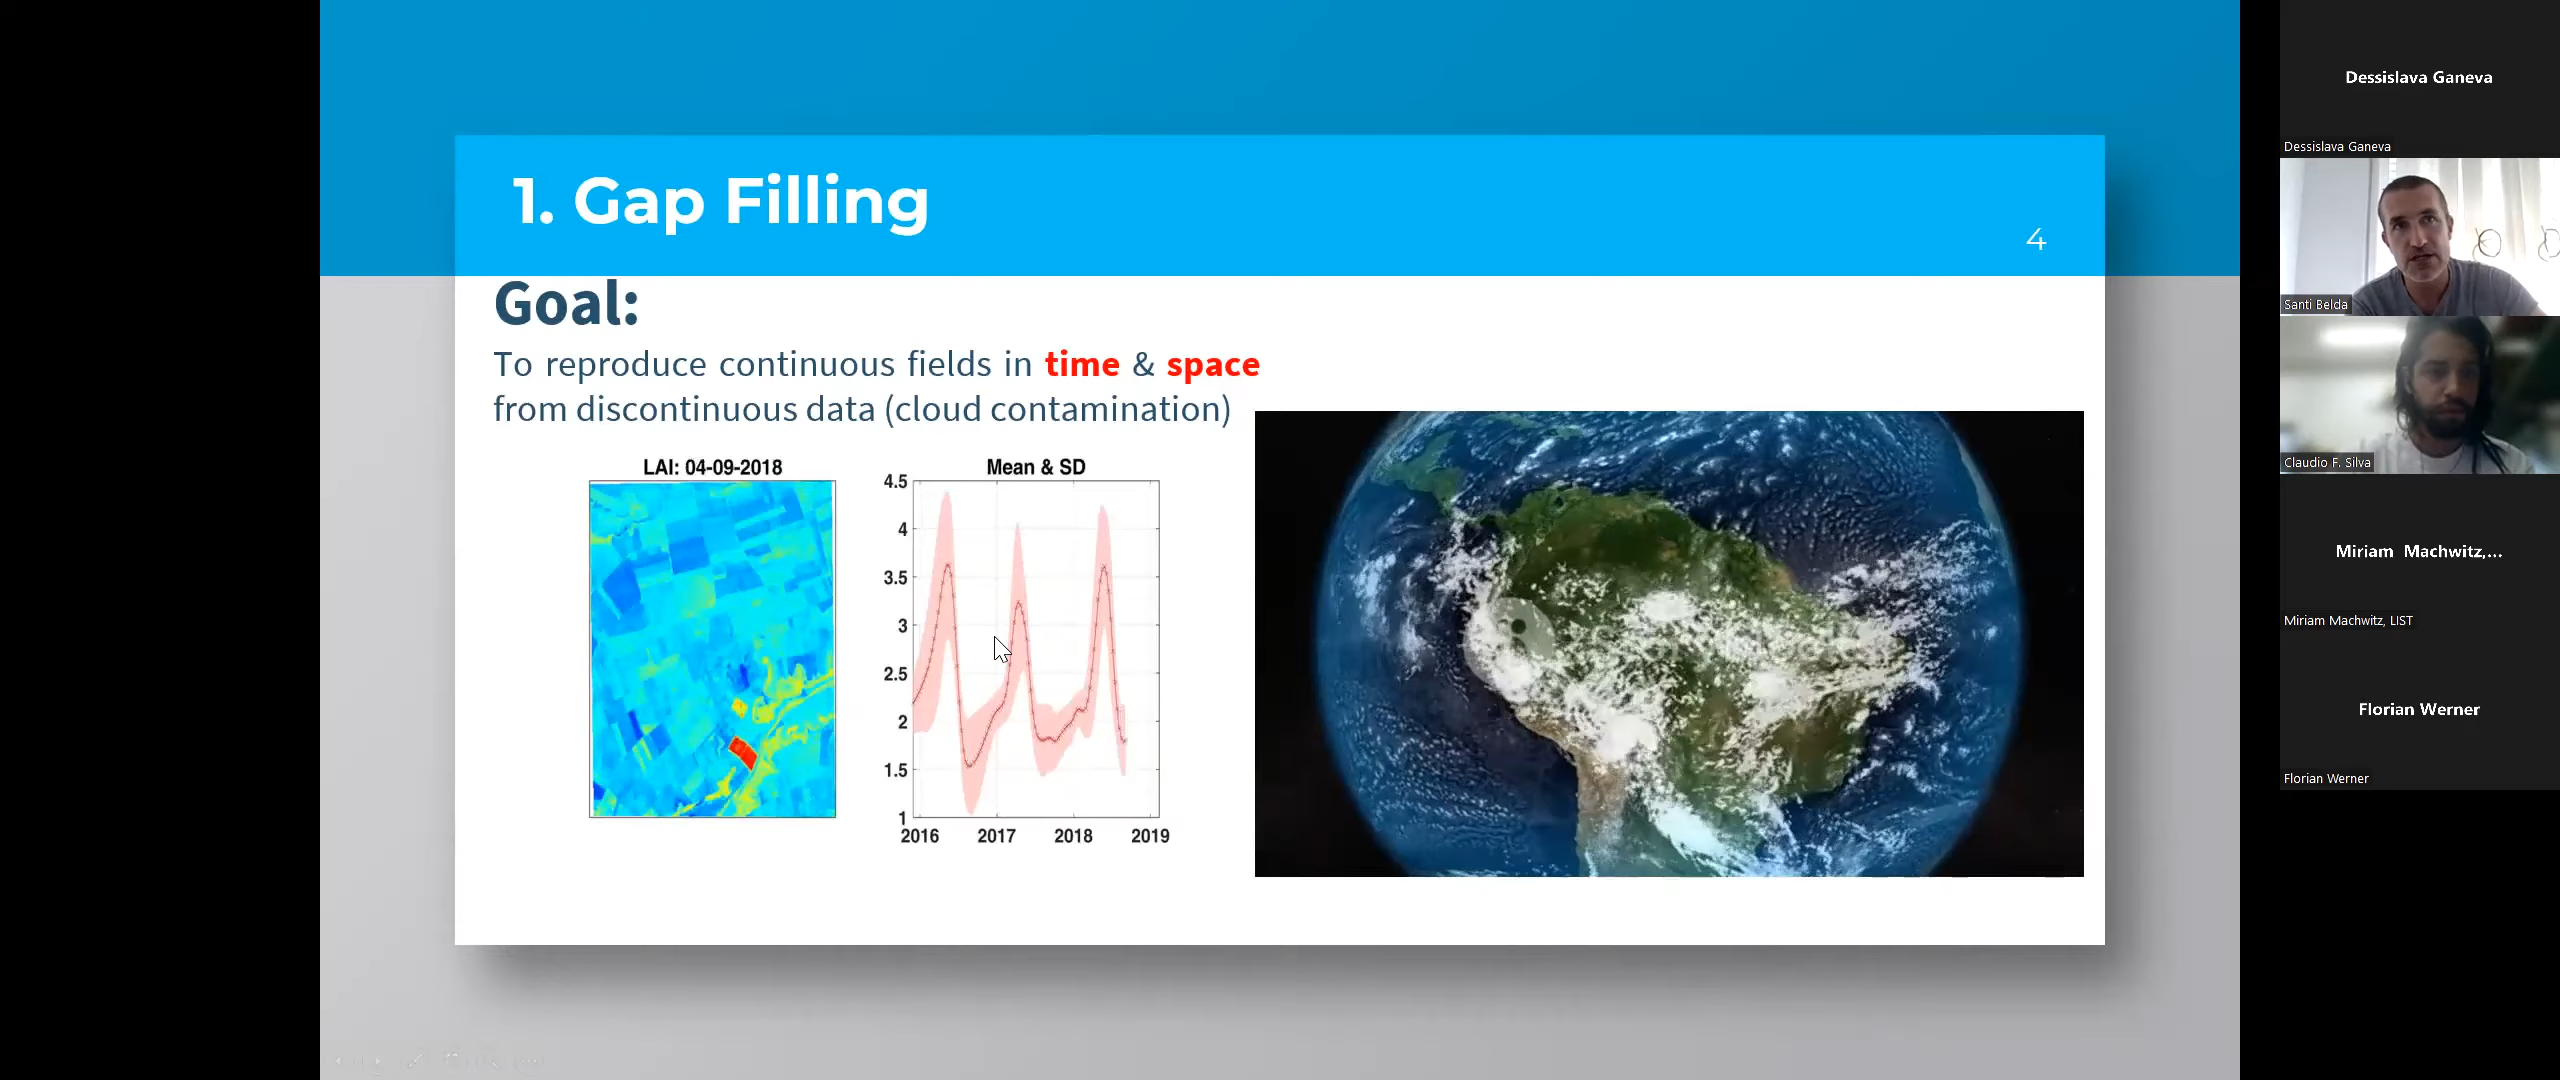 1. Gap Filling
4
Goal:
To reproduce continuous fields in time & space
from discontinuous data (cloud contamination)
LAI: 04-09-2018
Mean & SD
4.5
4
3.5
3
2.5
2
1.5
1
2016 2017 2018 2019
Dessislava Ganeva
Dessislava Ganeva
Santi Belda
Claudio F. Silva
Miriam Machwitz,...
Miriam Machwitz, LIST
Florian Werner
Florian Werner